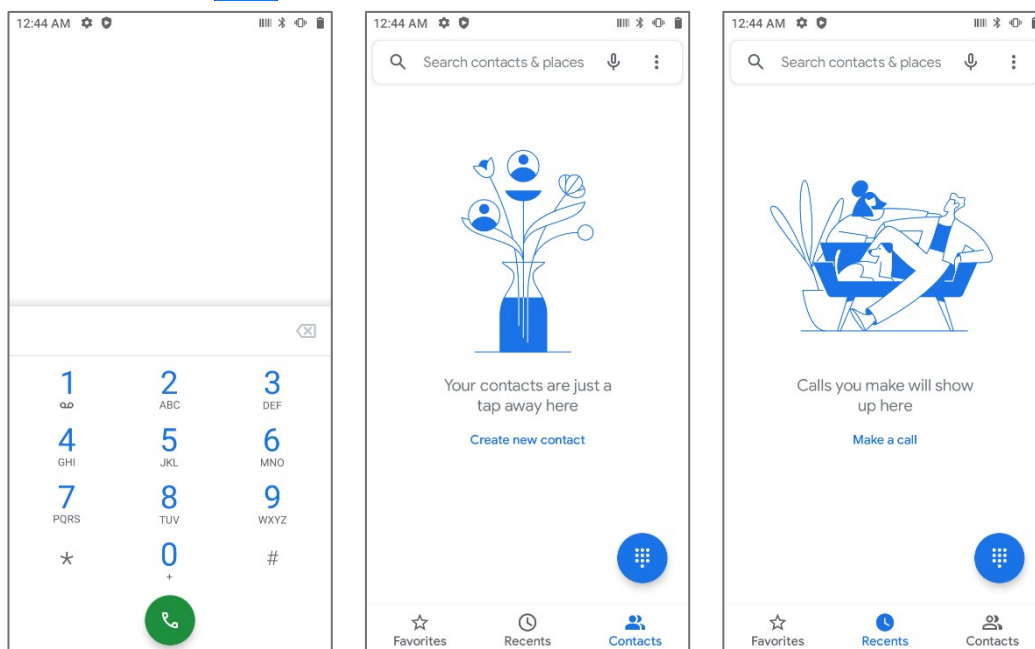 12:44 AM
1
2
ABC
3
DEF
4
GHI
5
JKL
6
MNO
7
PQRS
8
TUV
9
WXYZ
*
0
+
#
12:44 AM
Search contacts & places
Your contacts are just a
tap away here
Create new contact
Favorites
Recents
Contacts
12:44 AM
Search contacts & places
Calls you make will show
up here
Make a call
Favorites
Recents
Contacts